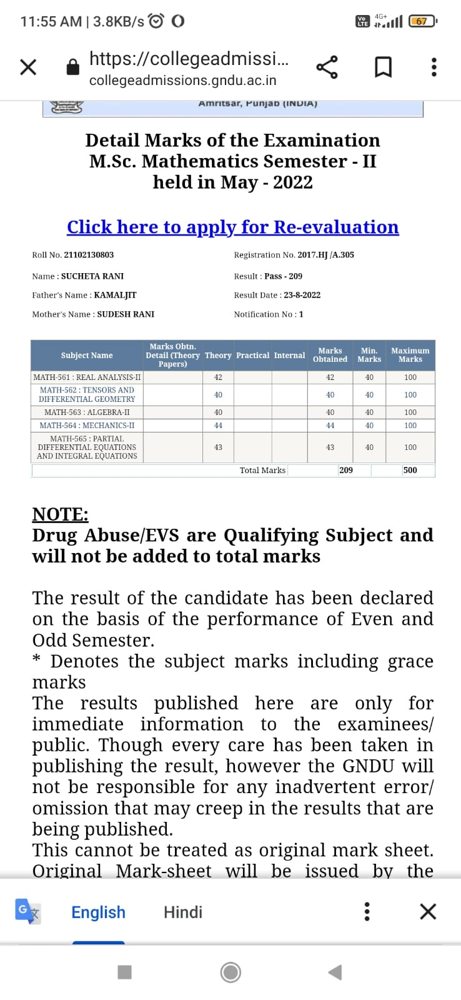 11:55 AM | 3.8KB/s
Vo LTE 4G+ 67
https://collegeadmissi...
collegeadmissions.gndu.ac.in
Amritsar, Punjab (INDIA)
Detail Marks of the Examination
M.Sc. Mathematics Semester - II
held in May - 2022
Click here to apply for Re-evaluation
Roll No. 21102130803 Registration No. 2017.HJ /A.305
Name : SUCHETA RANI Result : Pass - 209
Father's Name : KAMALJIT Result Date : 23-8-2022
Mother's Name : SUDESH RANI Notification No : 1
Subject Name Marks Obtn. Detail (Theory Papers) Theory Practical Internal Marks Obtained Min. Marks Maximum Marks
MATH-561 : REAL ANALYSIS-II 42 42 40 100
MATH-562 : TENSORS AND DIFFERENTIAL GEOMETRY 40 40 40 100
MATH-563 : ALGEBRA-II 40 40 40 100
MATH-564 : MECHANICS-II 44 44 40 100
MATH-565 : PARTIAL DIFFERENTIAL EQUATIONS AND INTEGRAL EQUATIONS 43 43 40 100
Total Marks 209 500
NOTE:
Drug Abuse/EVS are Qualifying Subject and
will not be added to total marks
The result of the candidate has been declared
on the basis of the performance of Even and
Odd Semester.
* Denotes the subject marks including grace
marks
The results published here are only for
immediate information to the examinees/
public. Though every care has been taken in
publishing the result, however the GNDU will
not be responsible for any inadvertent error/
omission that may creep in the results that are
being published.
This cannot be treated as original mark sheet.
Original Mark-sheet will be issued by the
G 文 English Hindi